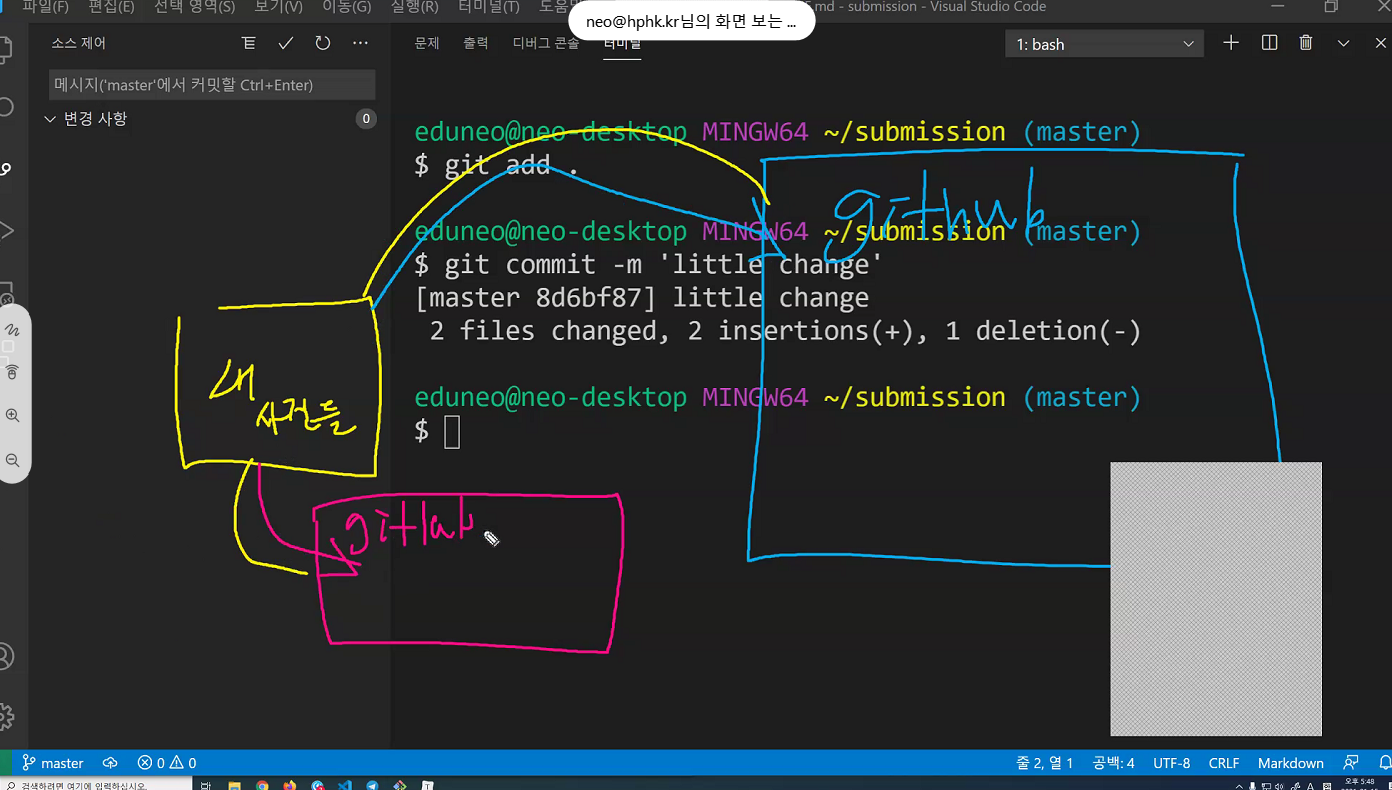 파일(F) 편집(E) 선택 영역(S) 보기(V) 이동(G) 실행(R) 터미널(T) .md - submission - Visual Studio Code
neo@hphk.kr님의 화면 보는 ...
소스 제어
문제 출력 디버그 콘솔 터미널
1: bash
메시지('master'에서 커밋할 Ctrl+Enter)
변경 사항 0
eduneo@neo-desktop MINGW64 ~/submission (master)
$ git add .
github
eduneo@neo-desktop MINGW64 ~/submission (master)
$ git commit -m 'little change'
[master 8d6bf87] little change
2 files changed, 2 insertions(+), 1 deletion(-)
내
사진들
eduneo@neo-desktop MINGW64 ~/submission (master)
$
gitlab
master 0 0 줄 2, 열 1 공백: 4 UTF-8 CRLF Markdown
검색하려면 여기에 입력하십시오.
A
오후 5:48